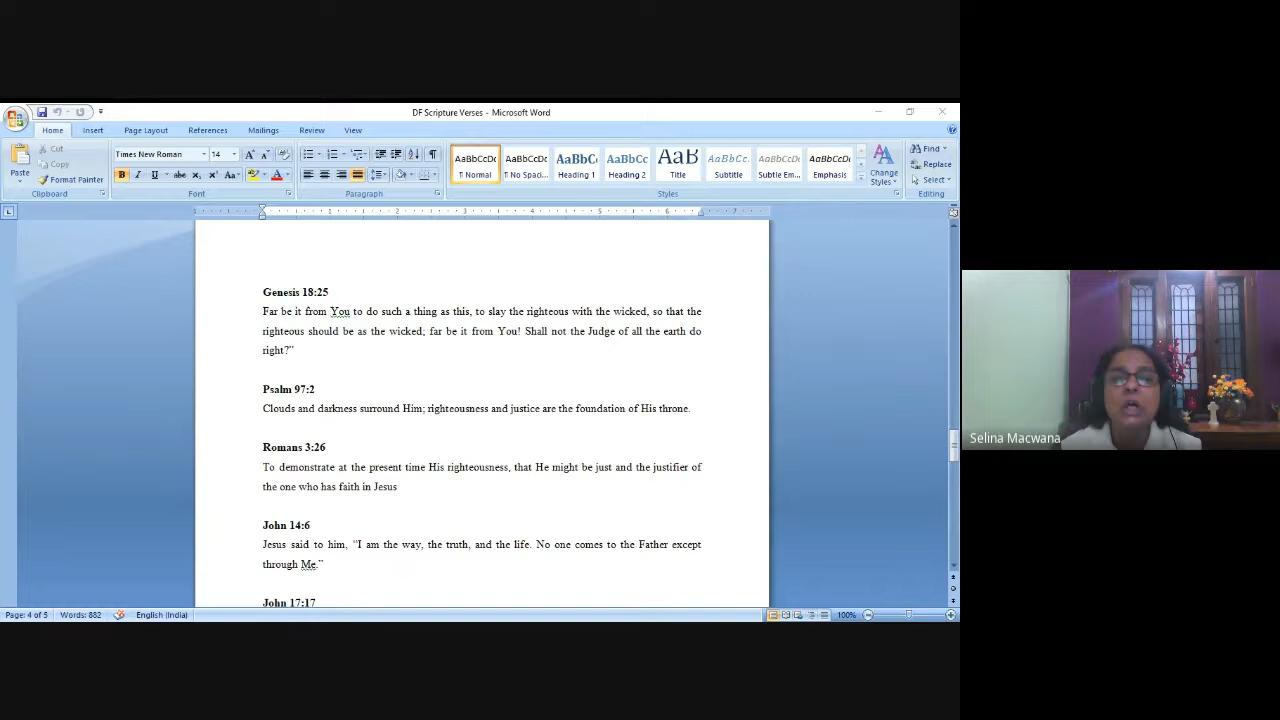 DF Scripture Verses - Microsoft Word
Home Insert Page Layout References Mailings Review View
Paste
Cut
Copy
Format Painter
Clipboard
Times New Roman 14
Font
Paragraph
AaBbCcDc AaBbCcDc AaBbC AaBbCc AaB AaBbCc. AaBbCcDc AaBbCcDc
¶ Normal ¶ No Spaci... Heading 1 Heading 2 Title Subtitle Subtle Em... Emphasis
Change Styles
Styles
Find
Replace
Select
Editing
Genesis 18:25
Far be it from You to do such a thing as this, to slay the righteous with the wicked, so that the
righteous should be as the wicked; far be it from You! Shall not the Judge of all the earth do
right?”
Psalm 97:2
Clouds and darkness surround Him; righteousness and justice are the foundation of His throne.
Romans 3:26
To demonstrate at the present time His righteousness, that He might be just and the justifier of
the one who has faith in Jesus
John 14:6
Jesus said to him, “I am the way, the truth, and the life. No one comes to the Father except
through Me.”
John 17:17
Page: 4 of 5 Words: 882 English (India) 100%
Selina Macwana